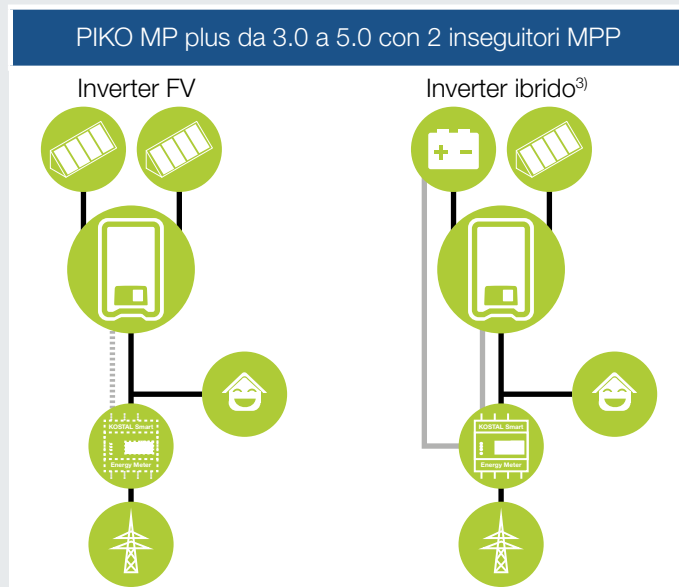 PIKO MP plus da 3.0 a 5.0 con 2 inseguitori MPP
Inverter FV
Inverter ibrido³⁾
KOSTAL Smart
Energy Meter
KOSTAL Smart
Energy Meter